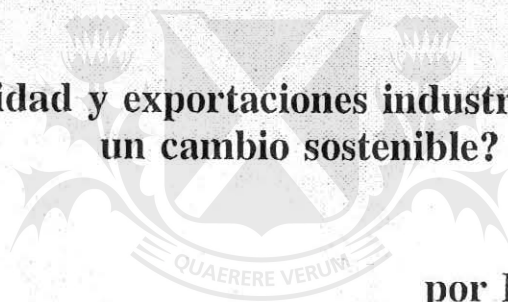 idad y exportaciones industr
un cambio sostenible?
QUAERERE VERUM
por